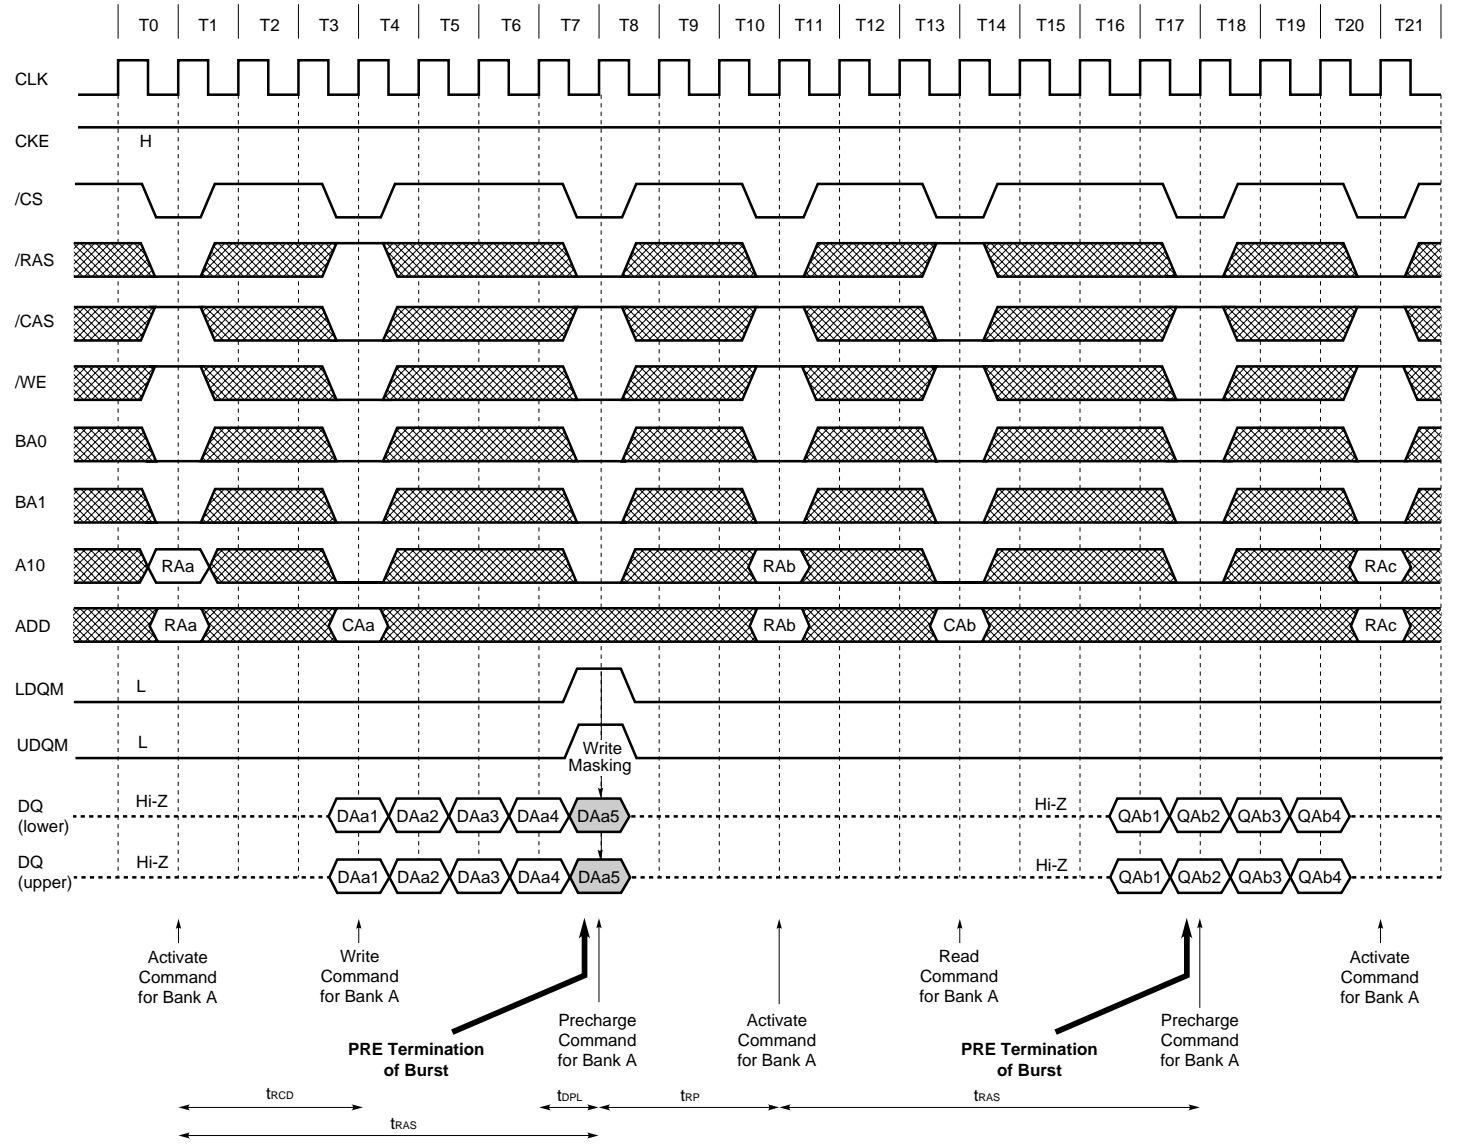 T0 T1 T2 T3 T4 T5 T6 T7 T8 T9 T10 T11 T12 T13 T14 T15 T16 T17 T18 T19 T20 T21
CLK
CKE H
/CS
/RAS
/CAS
/WE
BA0
BA1
A10 RAa RAb RAc
ADD RAa CAa RAb CAb RAc
LDQM L
UDQM L
Write
Masking
DQ
(lower)
Hi-Z DAa1 DAa2 DAa3 DAa4 DAa5 Hi-Z QAb1 QAb2 QAb3 QAb4
DQ
(upper)
Hi-Z DAa1 DAa2 DAa3 DAa4 DAa5 Hi-Z QAb1 QAb2 QAb3 QAb4
Activate
Command
for Bank A
Write
Command
for Bank A
PRE Termination
of Burst
Precharge
Command
for Bank A
Activate
Command
for Bank A
Read
Command
for Bank A
PRE Termination
of Burst
Precharge
Command
for Bank A
Activate
Command
for Bank A
tRCD tDPL tRP tRAS
tRAS